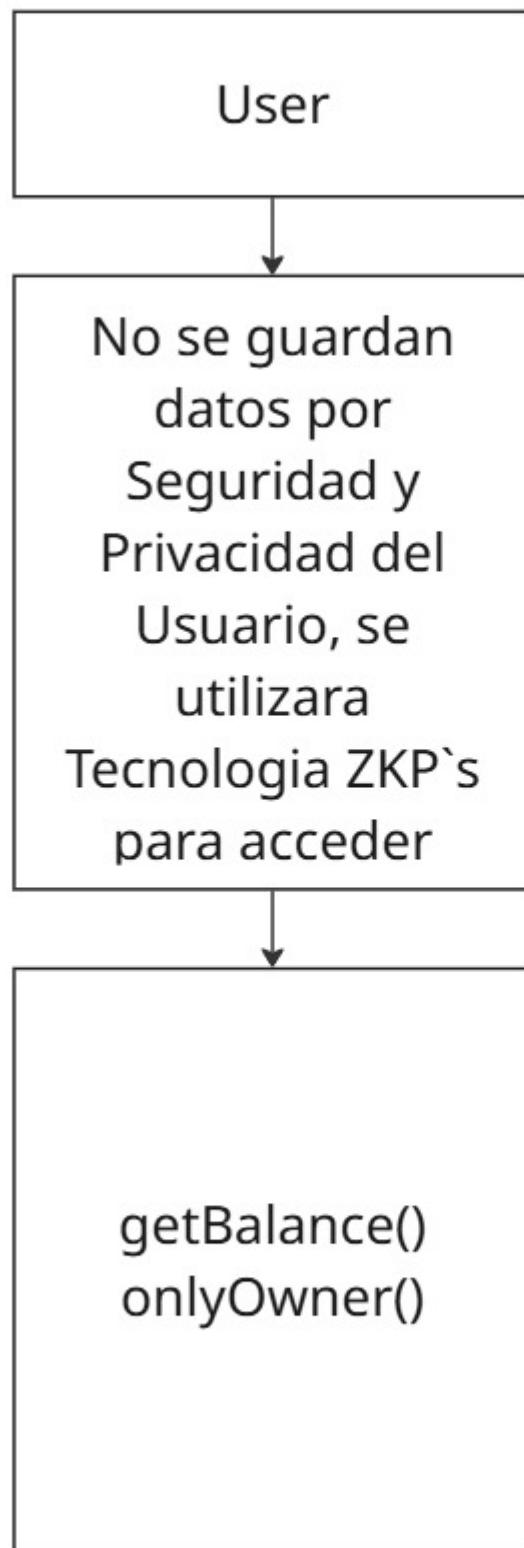 User
No se guardan
datos por
Seguridad y
Privacidad del
Usuario, se
utilizara
Tecnologia ZKP`s
para acceder
getBalance()
onlyOwner()